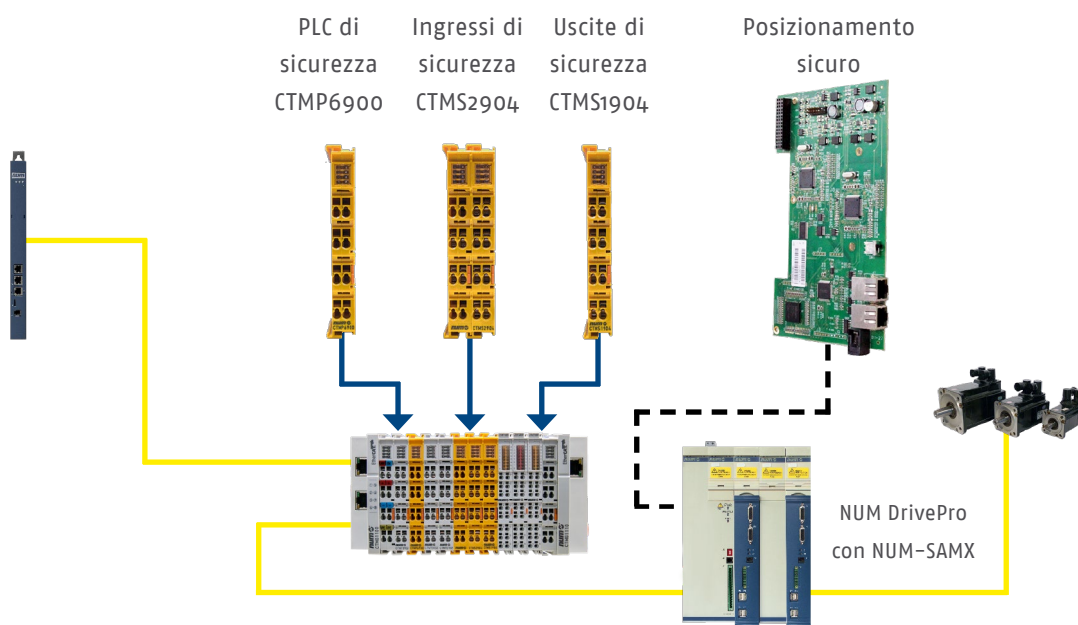 PLC di
sicurezza
CTMP6900
Ingressi di
sicurezza
CTMS2904
Uscite di
sicurezza
CTMS1904
Posizionamento
sicuro
NUM DrivePro
con NUM-SAMX